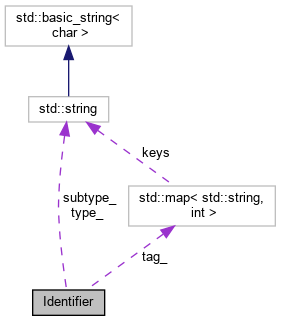 std::basic_string<
char >
std::string
keys
subtype_
type_
std::map< std::string,
int >
tag_
Identifier